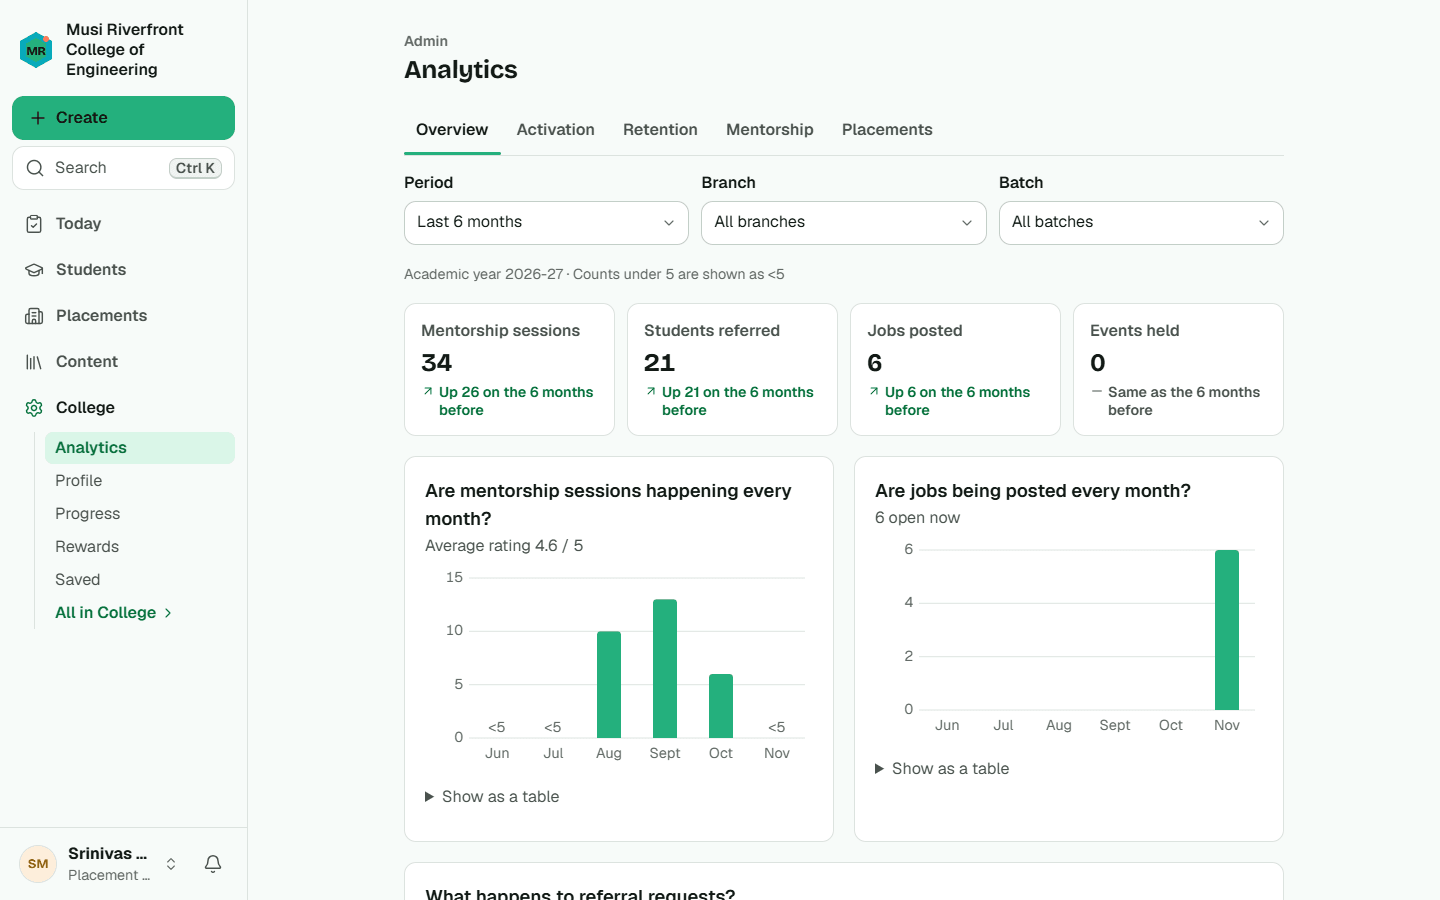 MR
Musi Riverfront
College of
Engineering
Create
Search Ctrl K
Today
Students
Placements
Content
College
Analytics
Profile
Progress
Rewards
Saved
All in College
SM
Srinivas ...
Placement ...
Admin
Analytics
Overview Activation Retention Mentorship Placements
Period Branch Batch
Last 6 months All branches All batches
Academic year 2026-27 · Counts under 5 are shown as <5
Mentorship sessions
34
Up 26 on the 6 months
before
Students referred
21
Up 21 on the 6 months
before
Jobs posted
6
Up 6 on the 6 months
before
Events held
0
Same as the 6 months
before
Are mentorship sessions happening every
month?
Average rating 4.6 / 5
15
10
5
0
<5 <5 <5
Jun Jul Aug Sept Oct Nov
Show as a table
Are jobs being posted every month?
6 open now
6
4
2
0
Jun Jul Aug Sept Oct Nov
Show as a table
What happens to referral requests?